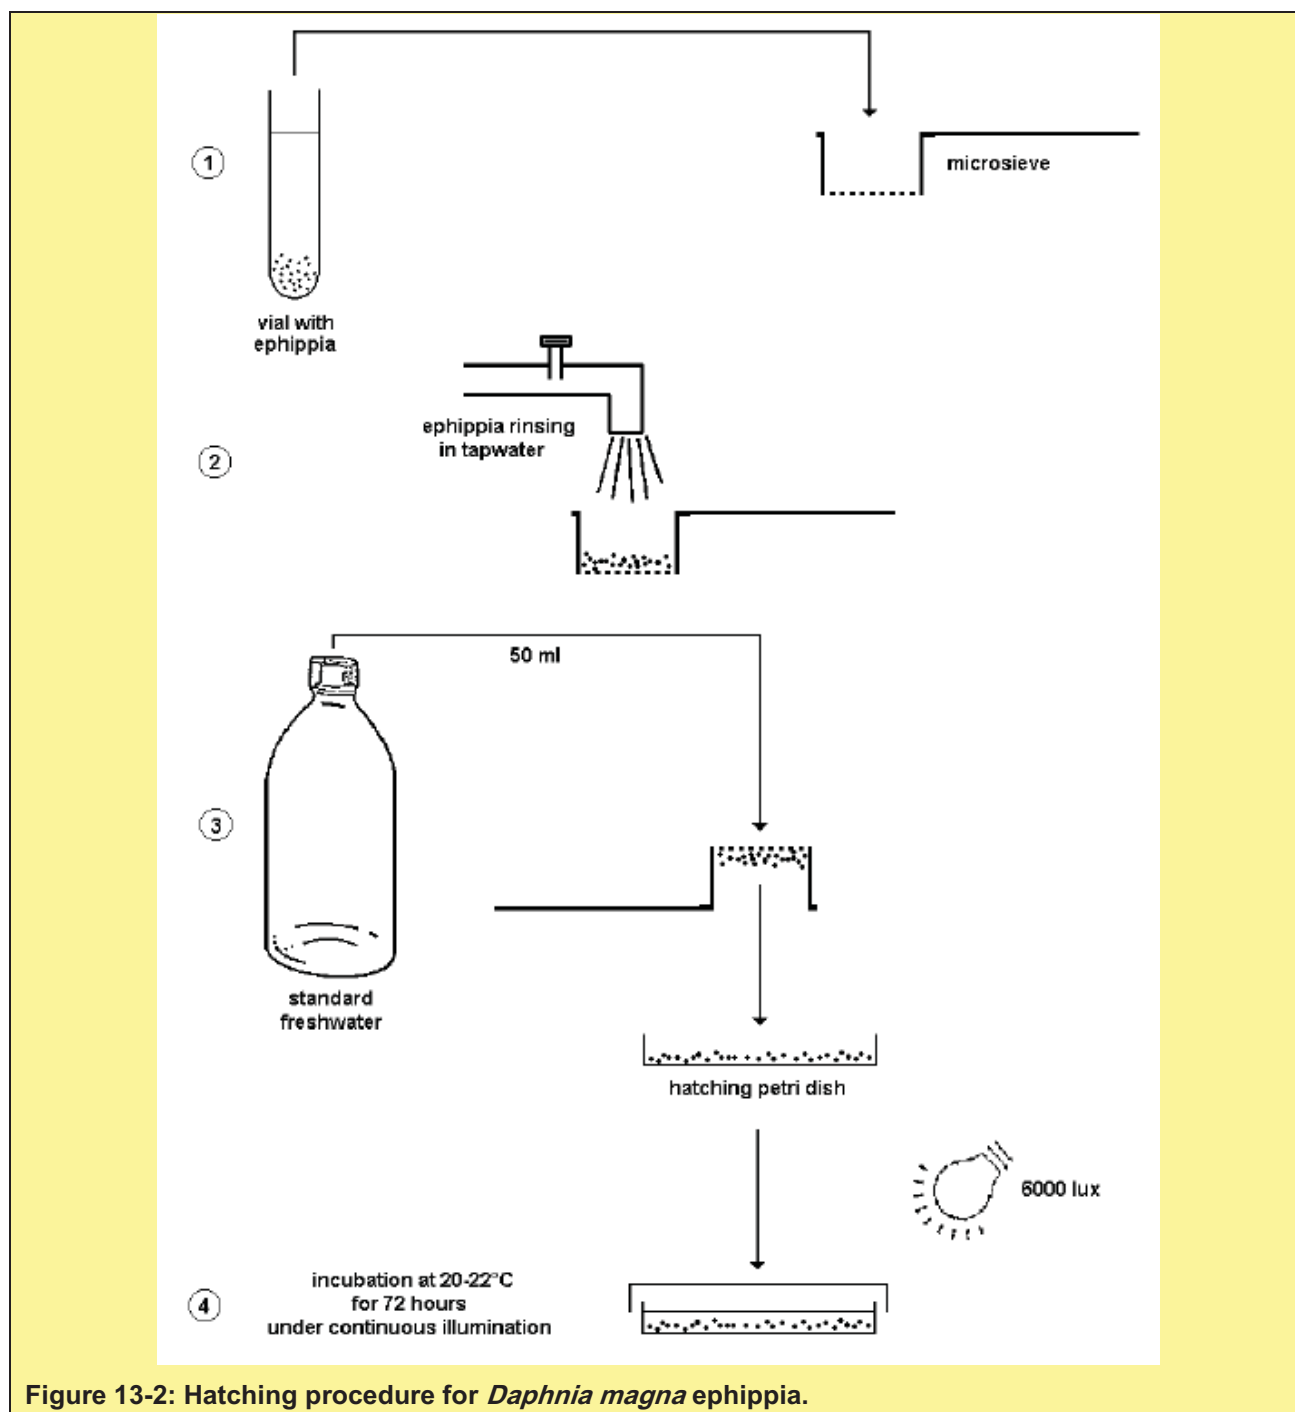 1
microsieve
vial with
ephippia
ephippia rinsing
in tapwater
2
50 ml
3
standard
freshwater
hatching petri dish
6000 lux
incubation at 20-22°C
for 72 hours
under continuous illumination
4
Figure 13-2: Hatching procedure for Daphnia magna ephippia.